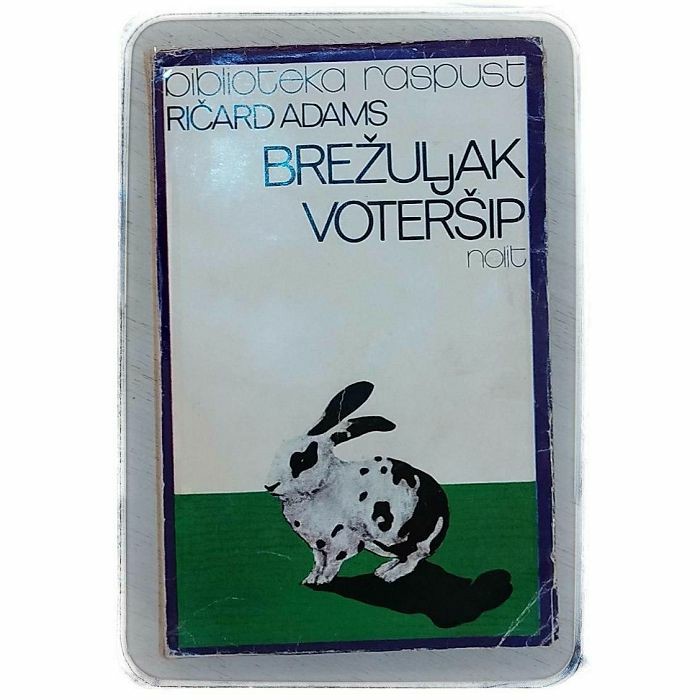 biblioteka raspust
RIČARD ADAMS
BREŽULJAK
VOTERŠIP
nolit